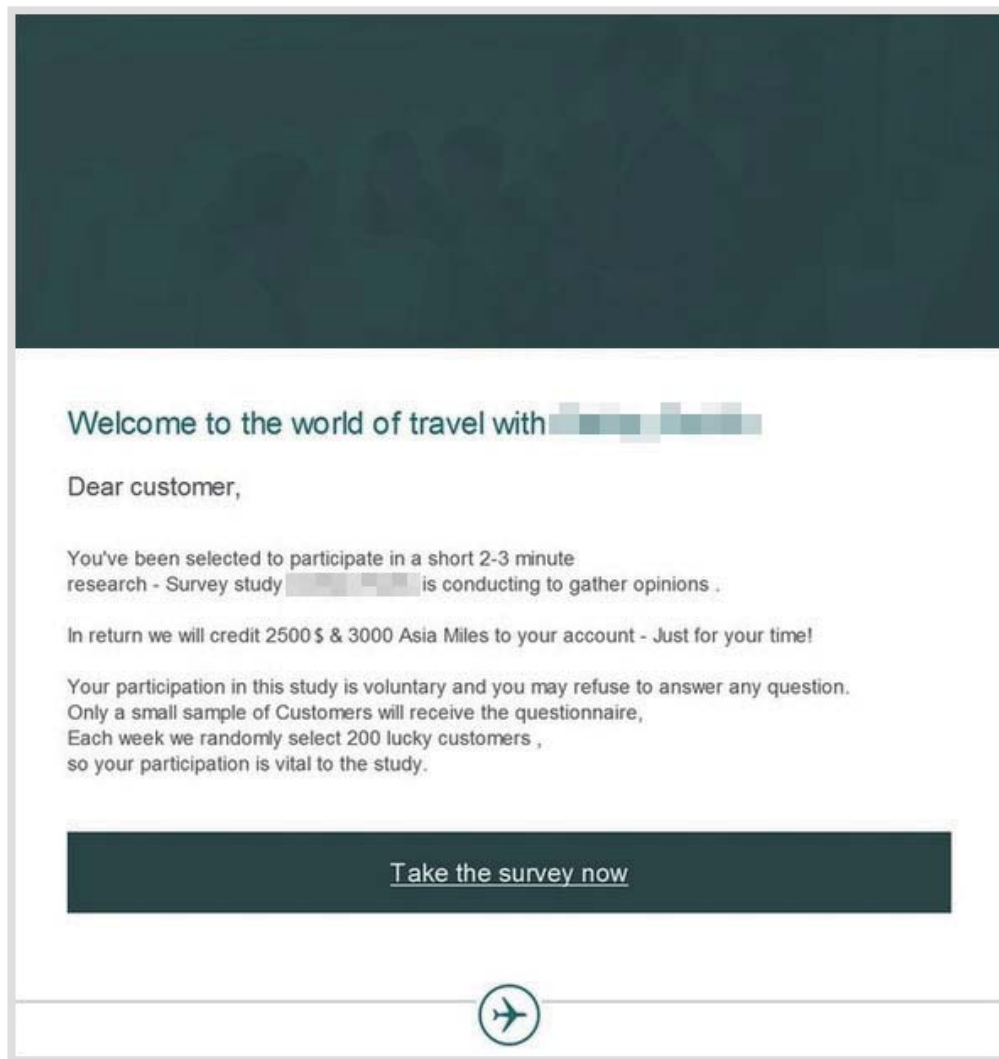 Welcome to the world of travel with
Dear customer,
You've been selected to participate in a short 2-3 minute
research - Survey study is conducting to gather opinions .
In return we will credit 2500$ & 3000 Asia Miles to your account - Just for your time!
Your participation in this study is voluntary and you may refuse to answer any question.
Only a small sample of Customers will receive the questionnaire,
Each week we randomly select 200 lucky customers ,
so your participation is vital to the study.
Take the survey now